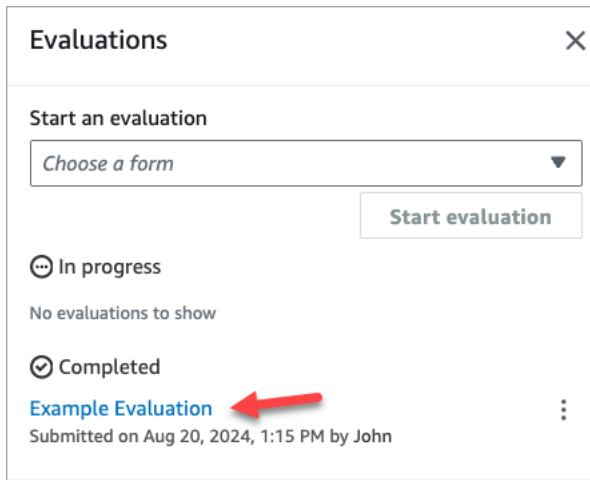 Evaluations
Start an evaluation
Choose a form
Start evaluation
In progress
No evaluations to show
Completed
Example Evaluation
Submitted on Aug 20, 2024, 1:15 PM by John